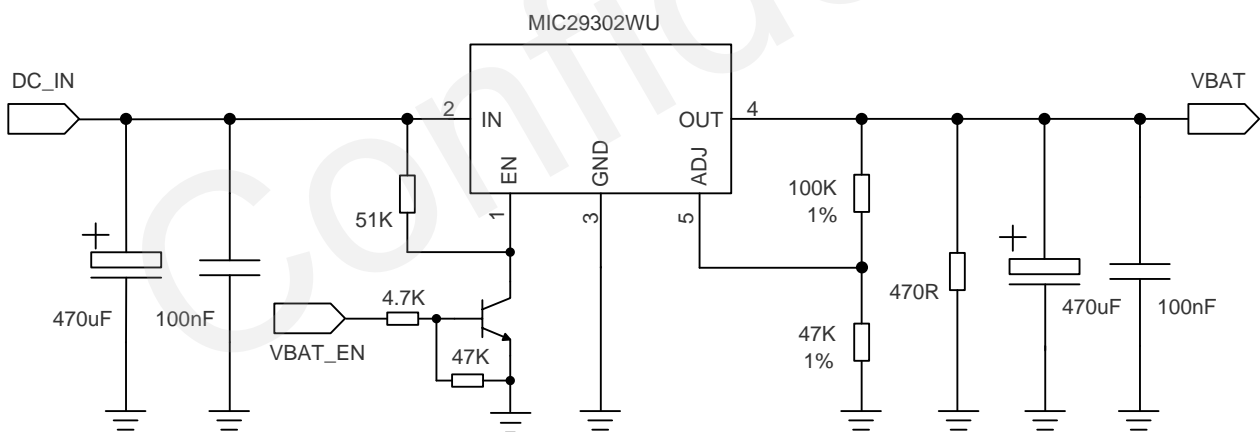 MIC29302WU
DC_IN
VBAT
2
IN
OUT
4
EN
GND
ADJ
1
3
5
51K
100K
1%
470uF
100nF
4.7K
VBAT_EN
47K
47K
1%
470R
470uF
100nF
Confide